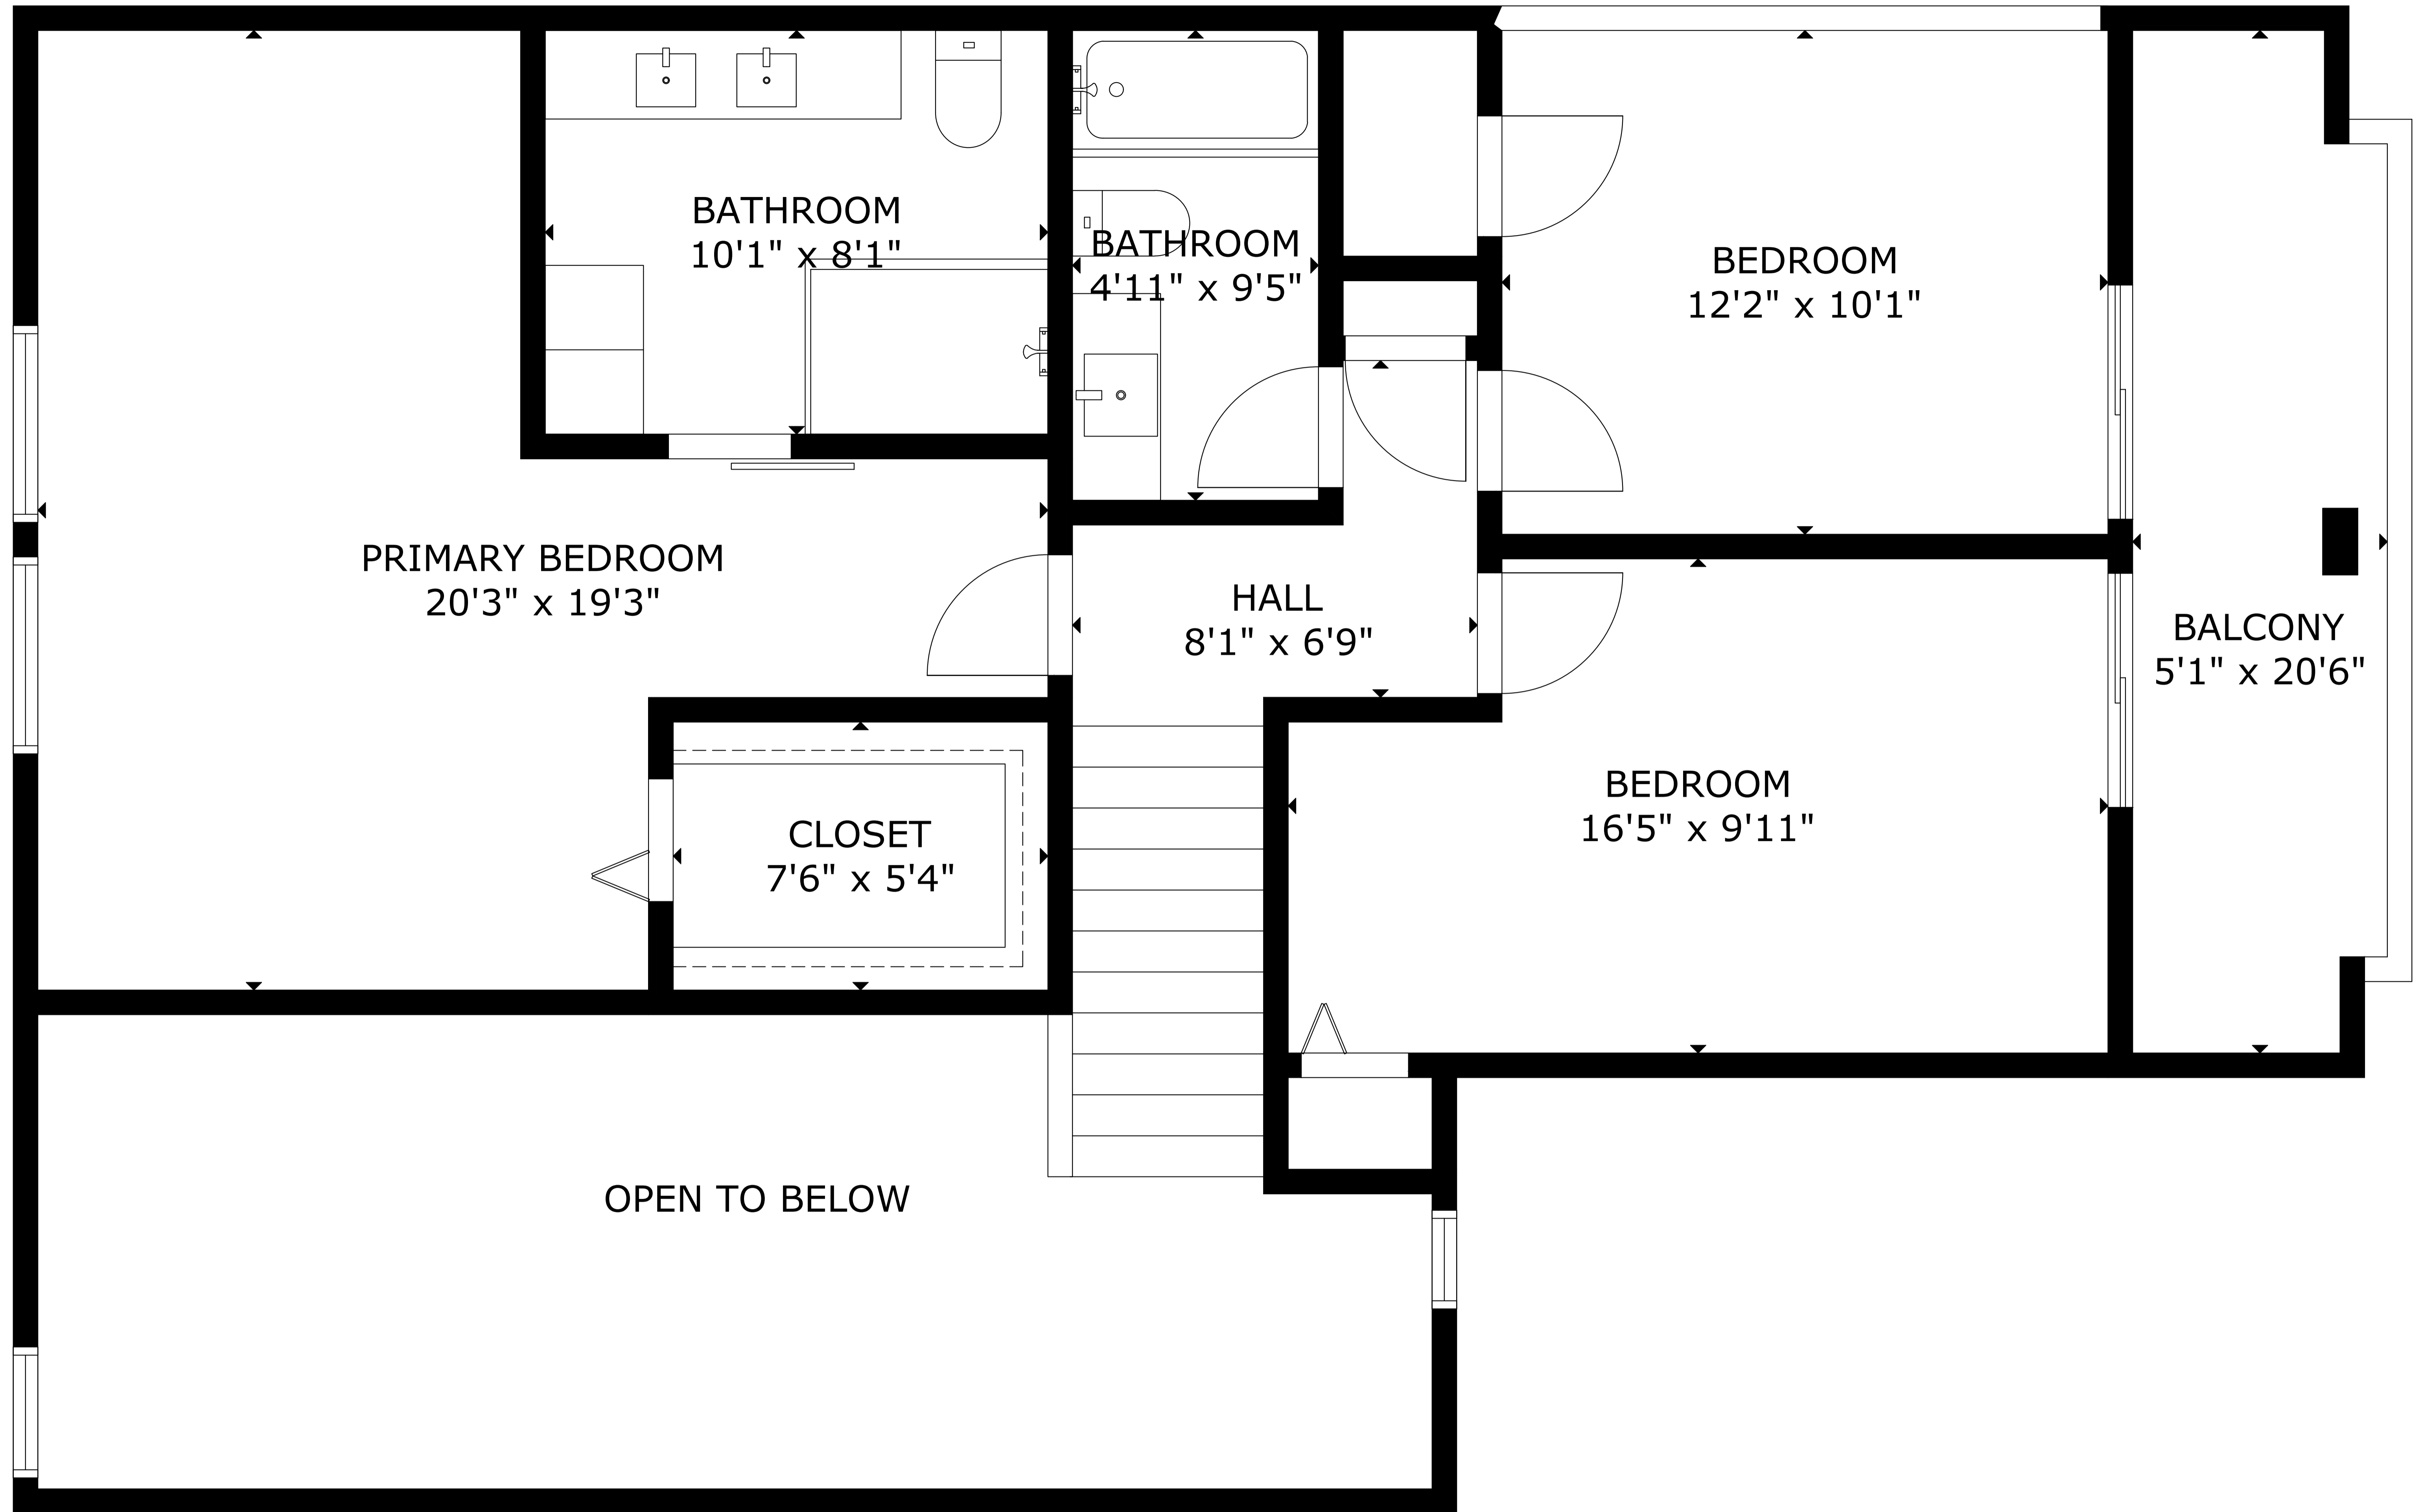 BATHROOM
10'1" x 8'1"
BATHROOM
4'11" x 9'5"
BEDROOM
12'2" x 10'1"
PRIMARY BEDROOM
20'3" x 19'3"
HALL
8'1" x 6'9"
BALCONY
5'1" x 20'6"
BEDROOM
16'5" x 9'11"
CLOSET
7'6" x 5'4"
OPEN TO BELOW